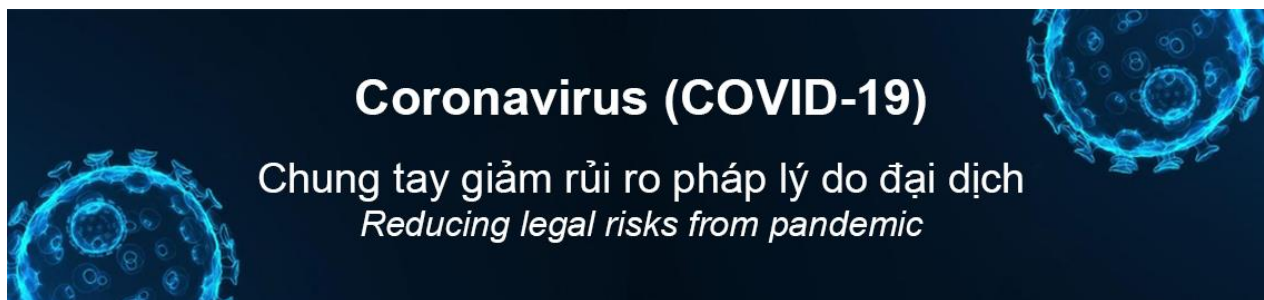 Coronavirus (COVID-19)
Chung tay giảm rủi ro pháp lý do đại dịch
Reducing legal risks from pandemic